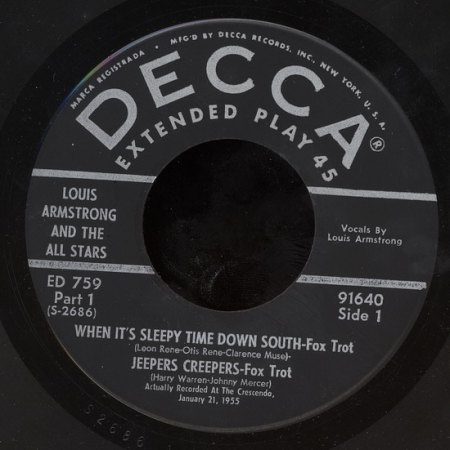 MARCA REGISTRADA • MF'G BY DECCA RECORDS, INC., NEW YORK, U. S. A.
DECCA®
EXTENDED PLAY 45
LOUIS
ARMSTRONG
AND THE
ALL STARS
Vocals By
Louis Armstrong
ED 759
Part 1
(S-2686)
91640
Side 1
WHEN IT'S SLEEPY TIME DOWN SOUTH-Fox Trot
(Leon Rene-Otis Rene-Clarence Muse)-
JEEPERS CREEPERS-Fox Trot
(Harry Warren-Johnny Mercer)
Actually Recorded At The Crescendo,
January 21, 1955
S 2686